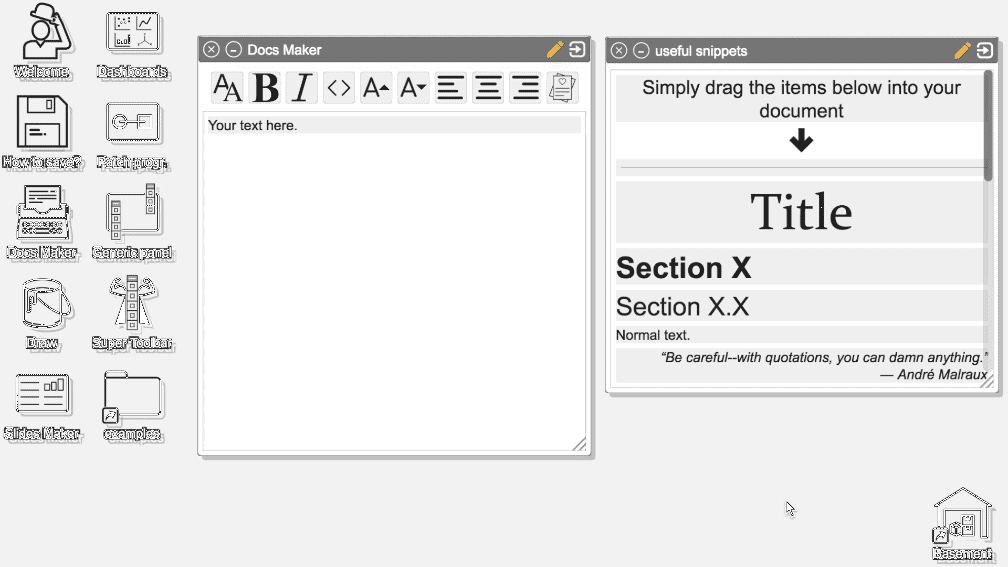 Welcome
Dashboards
How to save?
Patch progr.
Docs Maker
Generic panel
Draw
Super Toolbar
Slides Maker
examples
Docs Maker
Your text here.
useful snippets
Simply drag the items below into your
document
Title
Section X
Section X.X
Normal text.
“Be careful--with quotations, you can damn anything.”
— André Malraux
Basement